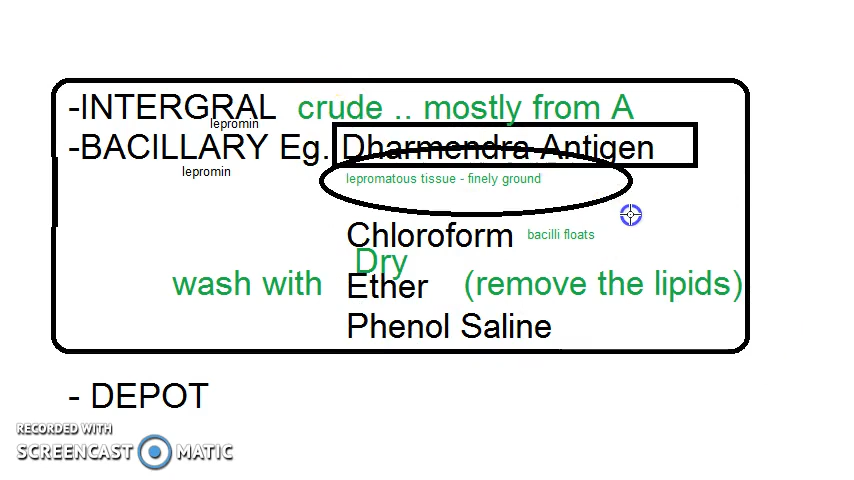 -INTERGRAL crude .. mostly from A
lepromin
-BACILLARY Eg. Dharmendra Antigen
lepromin
lepromatous tissue - finely ground
Chloroform bacilli floats
Dry
wash with Ether (remove the lipids)
Phenol Saline
- DEPOT
RECORDED WITH
SCREENCAST MATIC